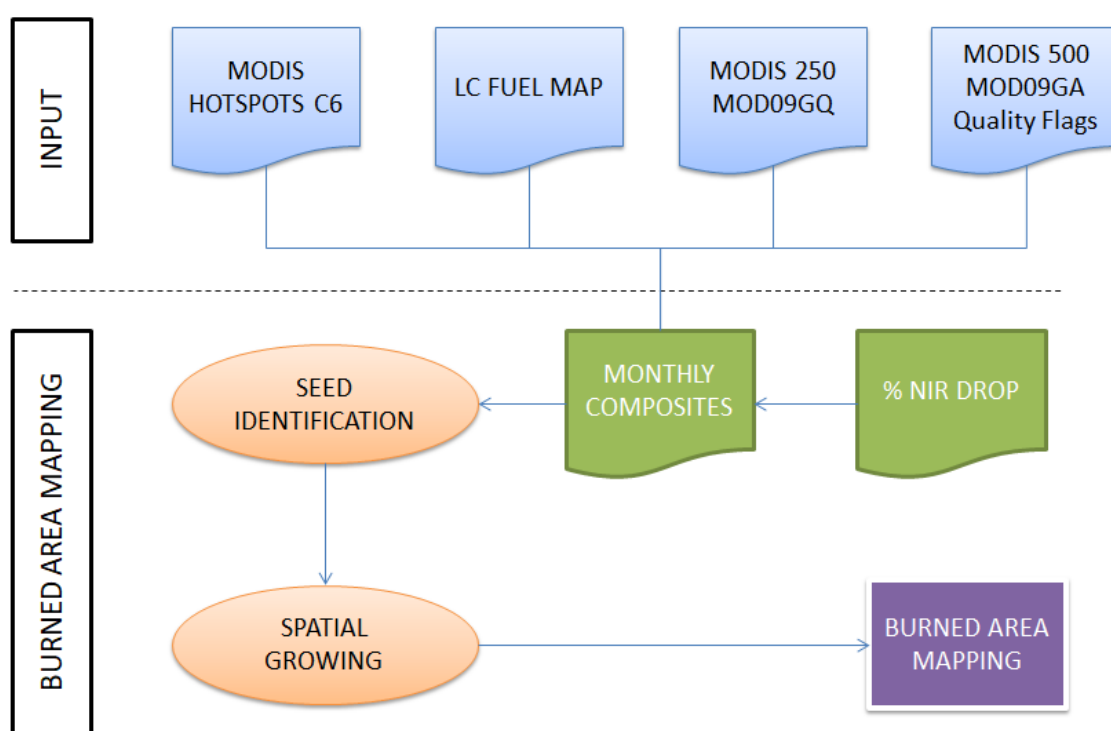 INPUT
MODIS
HOTSPOTS C6
LC FUEL MAP
MODIS 250
MOD09GQ
MODIS 500
MOD09GA
Quality Flags
BURNED AREA MAPPING
SEED
IDENTIFICATION
MONTHLY
COMPOSITES
% NIR DROP
SPATIAL
GROWING
BURNED AREA
MAPPING